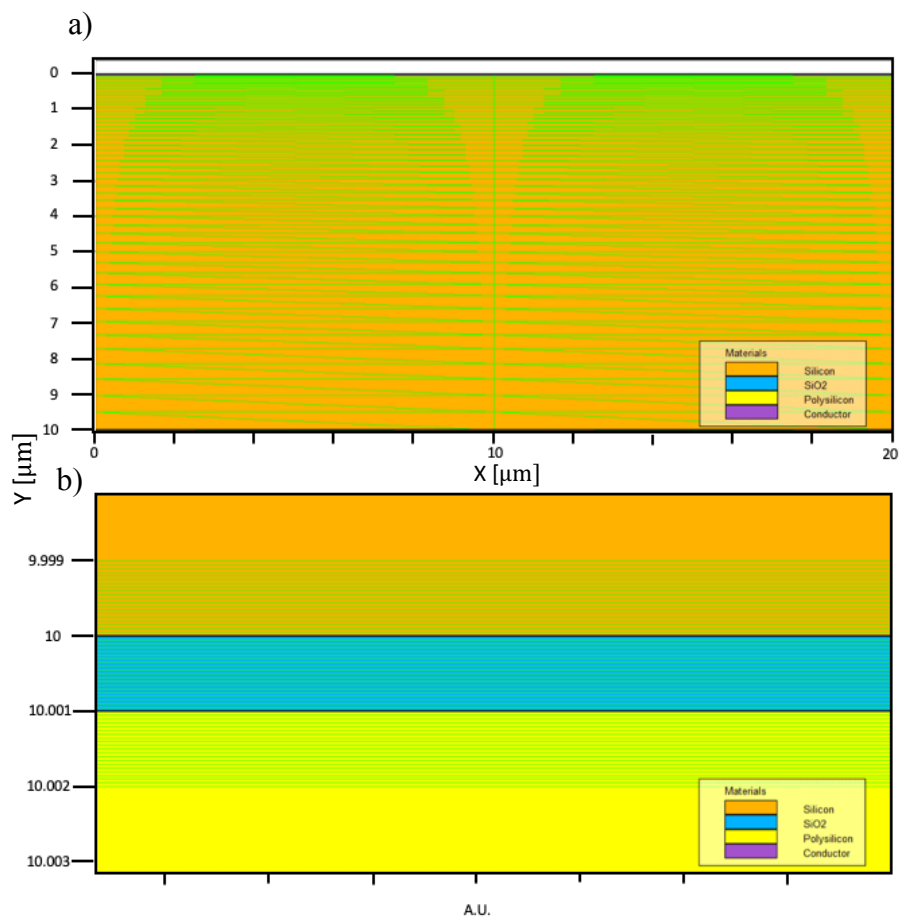 a)
0
1
2
3
4
5
6
7
8
9
10
Materials
Silicon
SiO2
Polysilicon
Conductor
0
10
20
X [μm]
Y [μm]
b)
9.999
10
10.001
10.002
10.003
Materials
Silicon
SiO2
Polysilicon
Conductor
A.U.